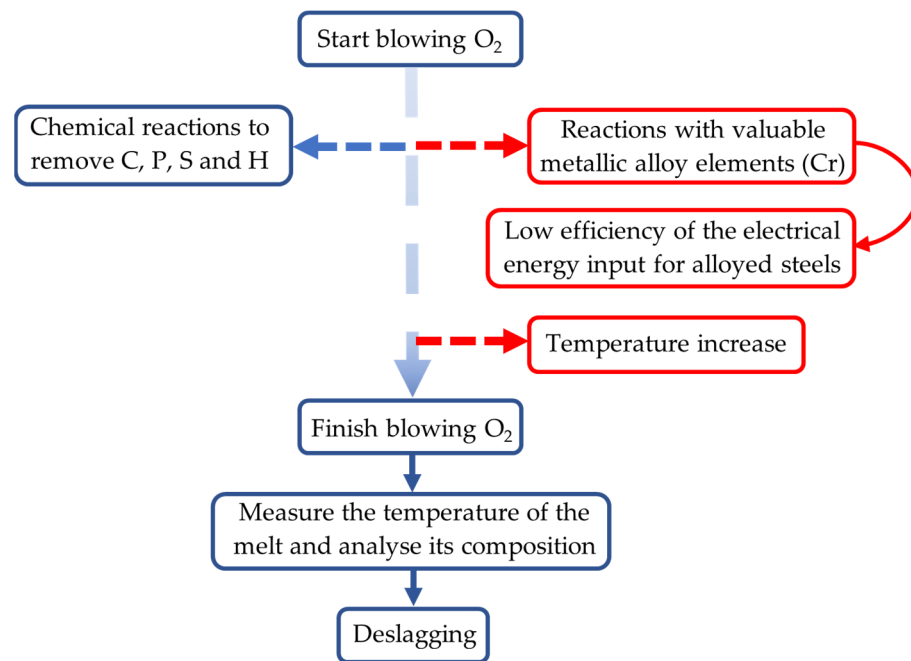 Start blowing O₂
Chemical reactions to
remove C, P, S and H
Reactions with valuable
metallic alloy elements (Cr)
Low efficiency of the electrical
energy input for alloyed steels
Temperature increase
Finish blowing O₂
Measure the temperature of the
melt and analyse its composition
Deslagging